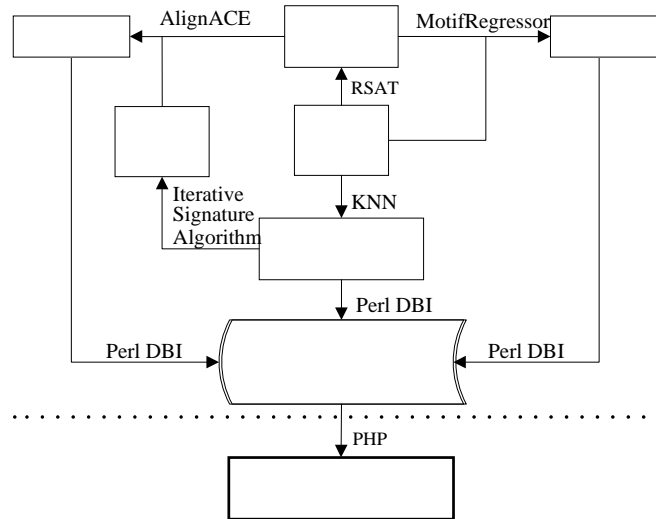 AlignACE
MotifRegressor
RSAT
Iterative
Signature
Algorithm
KNN
Perl DBI
Perl DBI
Perl DBI
PHP